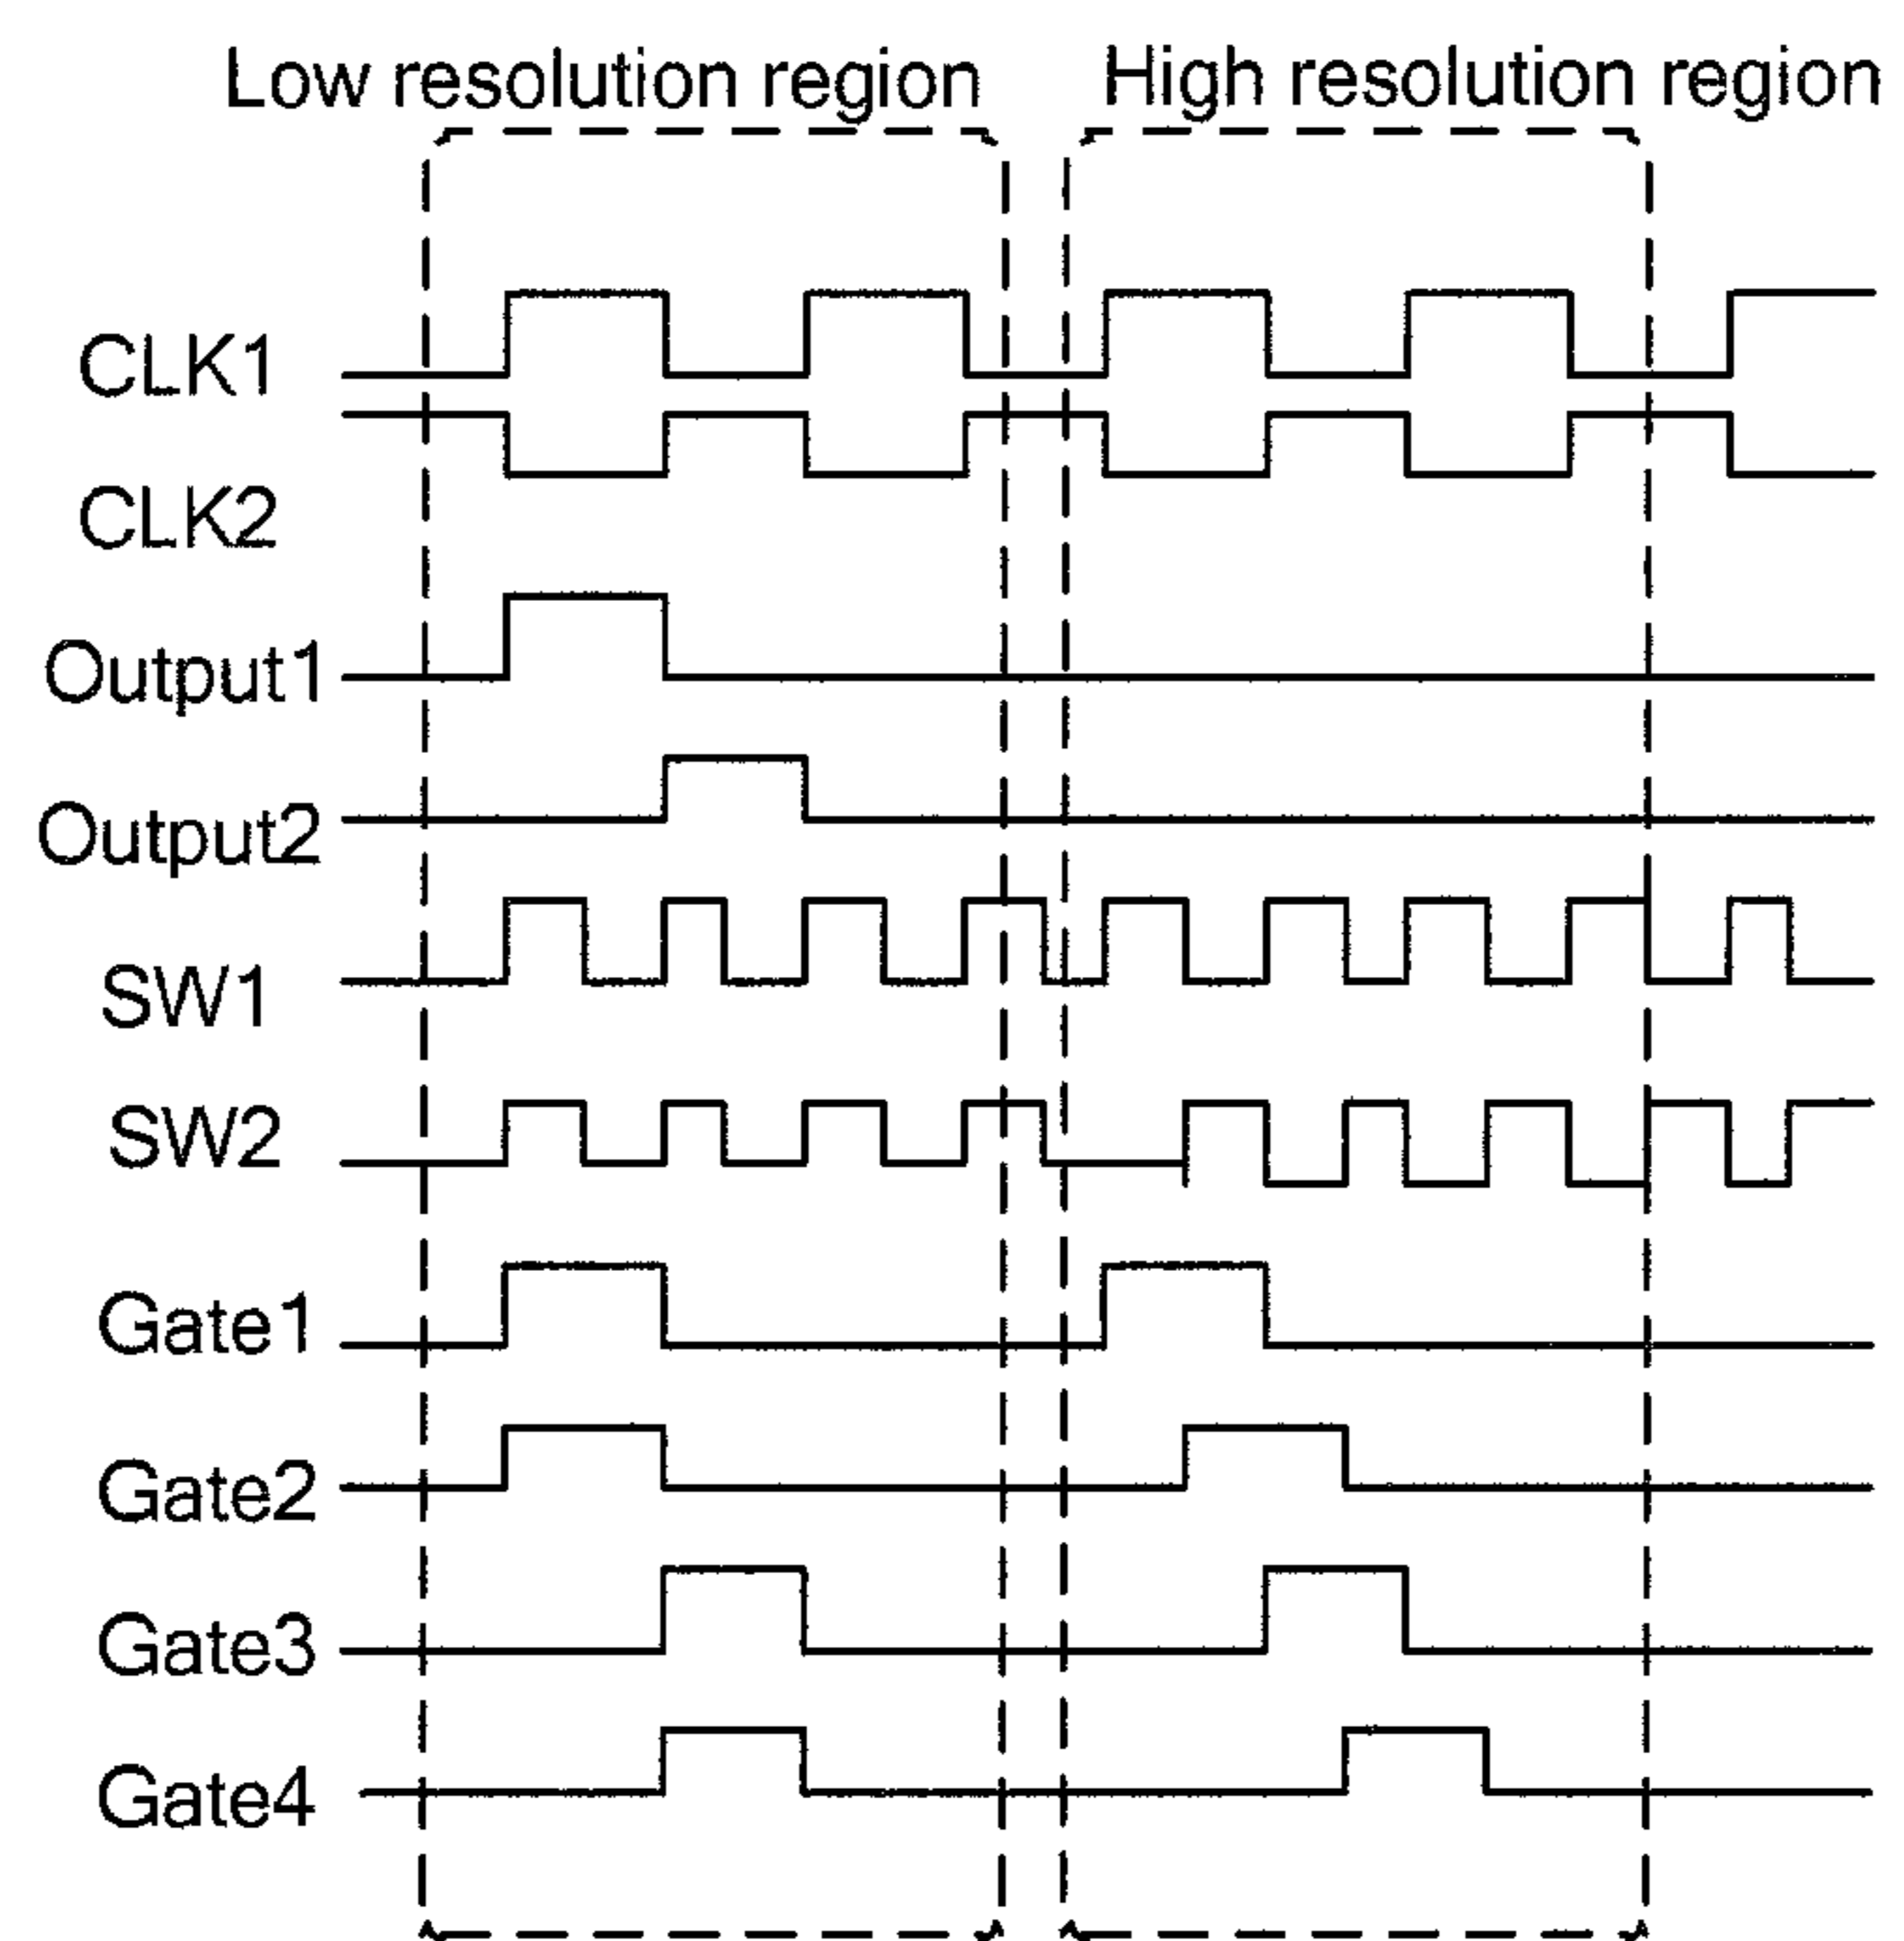 Low resolution region
High resolution region
CLK1
CLK2
Output1
Output2
SW1
SW2
Gate1
Gate2
Gate3
Gate4